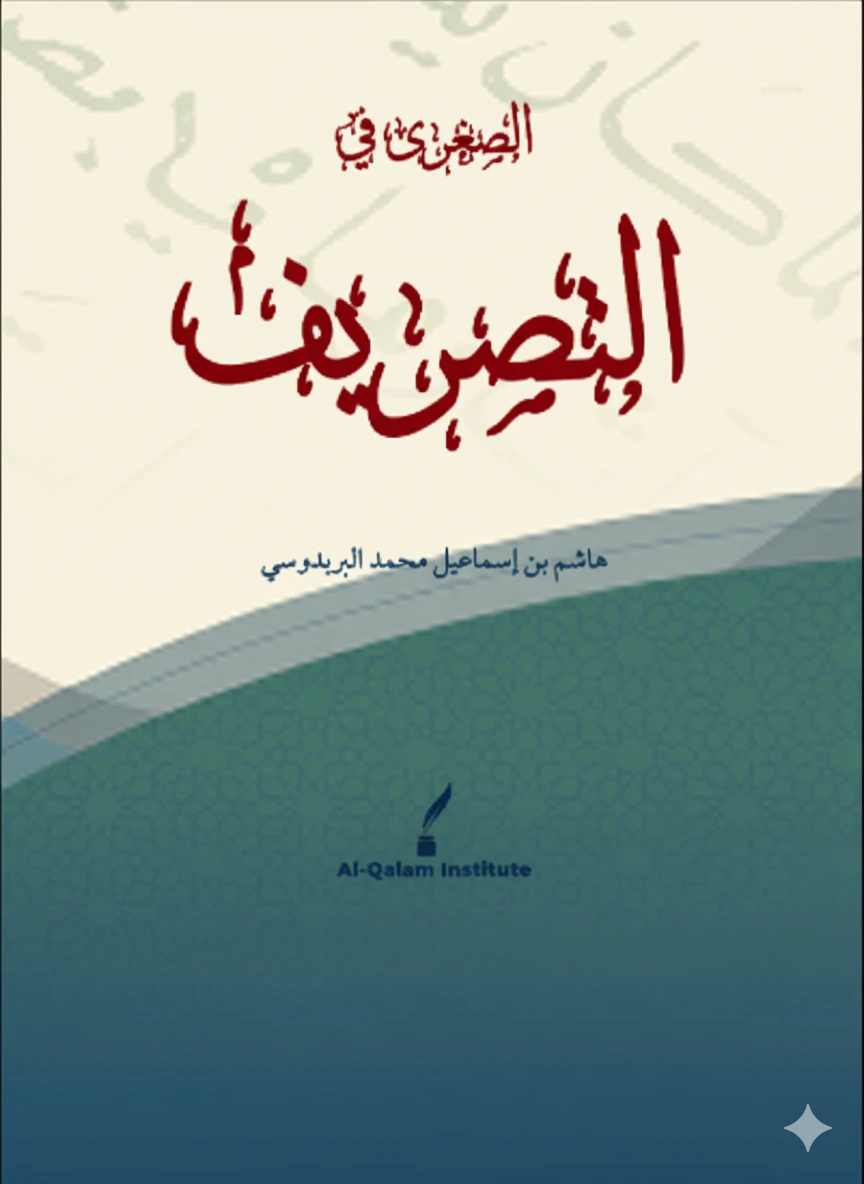 الصغرى في
التصريف
هاشم بن إسماعيل محمد البريدوسي
Al-Qalam Institute